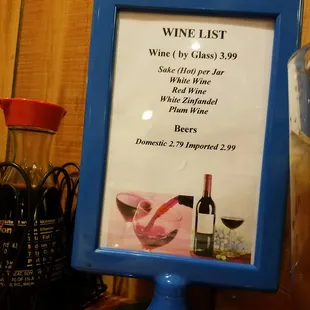 WINE LIST
Wine ( by Glass) 3.99
Sake (Hot) per Jar
White Wine
Red Wine
White Zinfandel
Plum Wine
Beers
Domestic 2.79 Imported 2.99